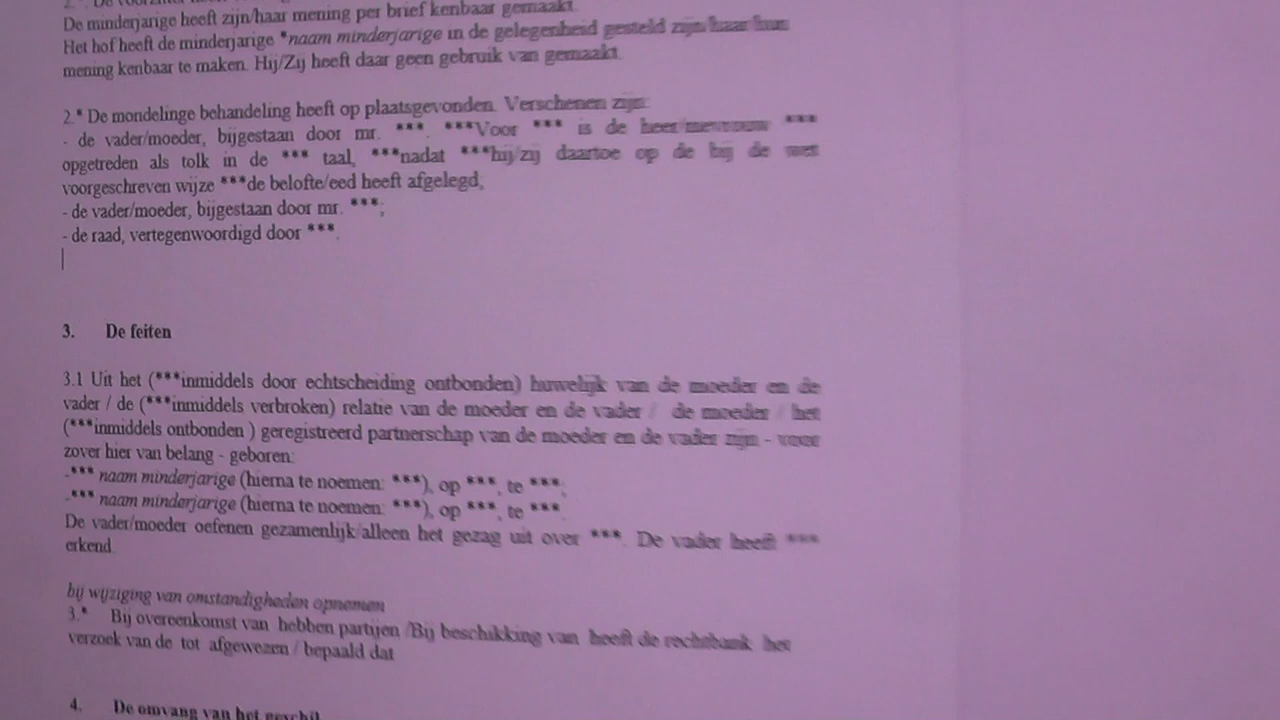 De minderjarige heeft zijn/haar mening per brief kenbaar gemaakt.
Het hof heeft de minderjarige *naam minderjarige in de gelegenheid gesteld zijn/haar/hun
mening kenbaar te maken. Hij/Zij heeft daar geen gebruik van gemaakt.
2.* De mondelinge behandeling heeft op plaatsgevonden. Verschenen zijn:
- de vader/moeder, bijgestaan door mr. ***. ***Voor *** is de heer/mevrouw ***
opgetreden als tolk in de *** taal, ***nadat ***hij/zij daartoe op de bij de wet
voorgeschreven wijze ***de belofte/eed heeft afgelegd;
- de vader/moeder, bijgestaan door mr. ***;
- de raad, vertegenwoordigd door ***.
3. De feiten
3.1 Uit het (***inmiddels door echtscheiding ontbonden) huwelijk van de moeder en de
vader / de (***inmiddels verbroken) relatie van de moeder en de vader / de moeder / het
(***inmiddels ontbonden ) geregistreerd partnerschap van de moeder en de vader zijn - voor
zover hier van belang - geboren:
-*** naam minderjarige (hierna te noemen: ***), op ***, te ***;
-*** naam minderjarige (hierna te noemen: ***), op ***, te ***.
De vader/moeder oefenen gezamenlijk/alleen het gezag uit over ***. De vader heeft ***
erkend.
bij wijziging van omstandigheden opnemen
3.* Bij overeenkomst van hebben partijen /Bij beschikking van heeft de rechtbank het
verzoek van de tot afgewezen / bepaald dat
4. De omvang van het geschil